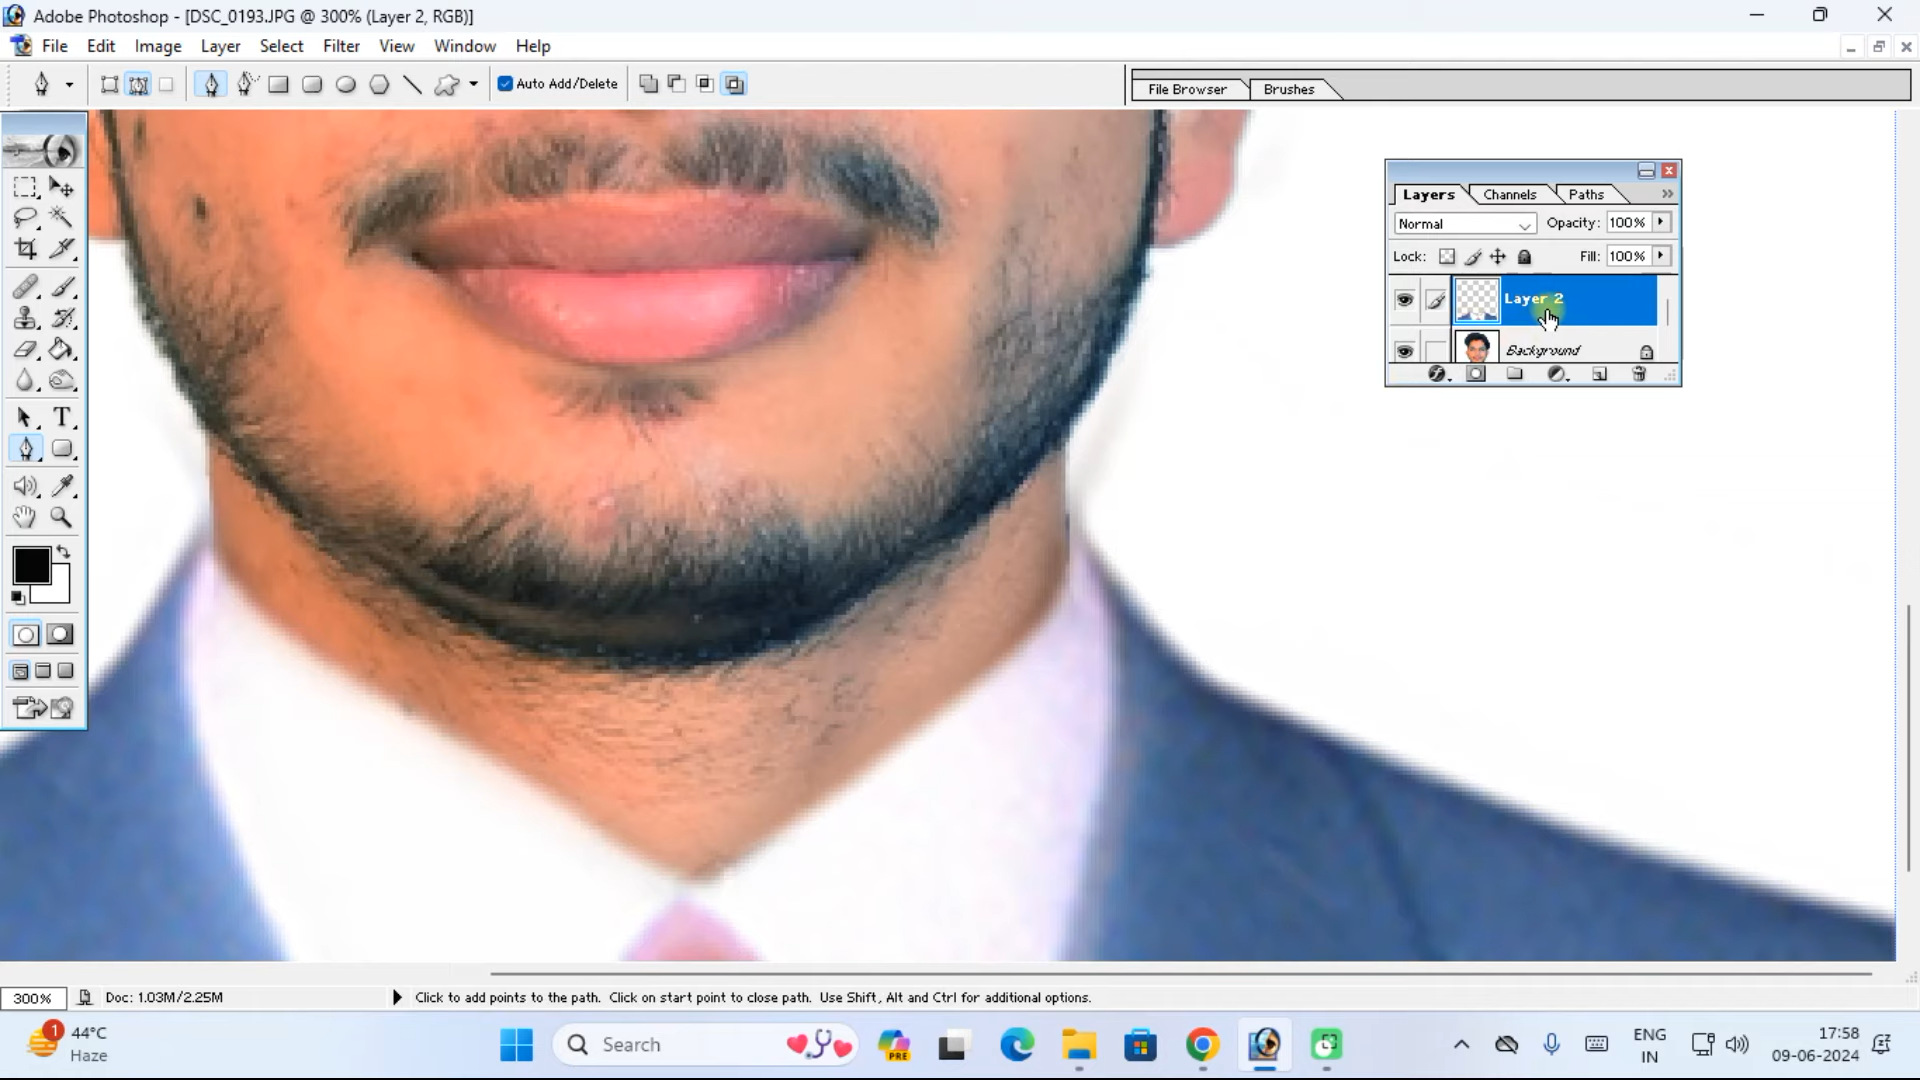 Adobe Photoshop - [DSC_0193.JPG @ 300% (Layer 2, RGB)]
File Edit Image Layer Select Filter View Window Help
Auto Add/Delete
File Browser Brushes
Layers Channels Paths
Normal Opacity: 100%
Lock: Fill: 100%
Layer 2
Background
T
300% Doc: 1.03M/2.25M Click to add points to the path. Click on start point to close path. Use Shift, Alt and Ctrl for additional options.
1 44°C
Haze
Search
PRE
ENG
IN
17:58
09-06-2024